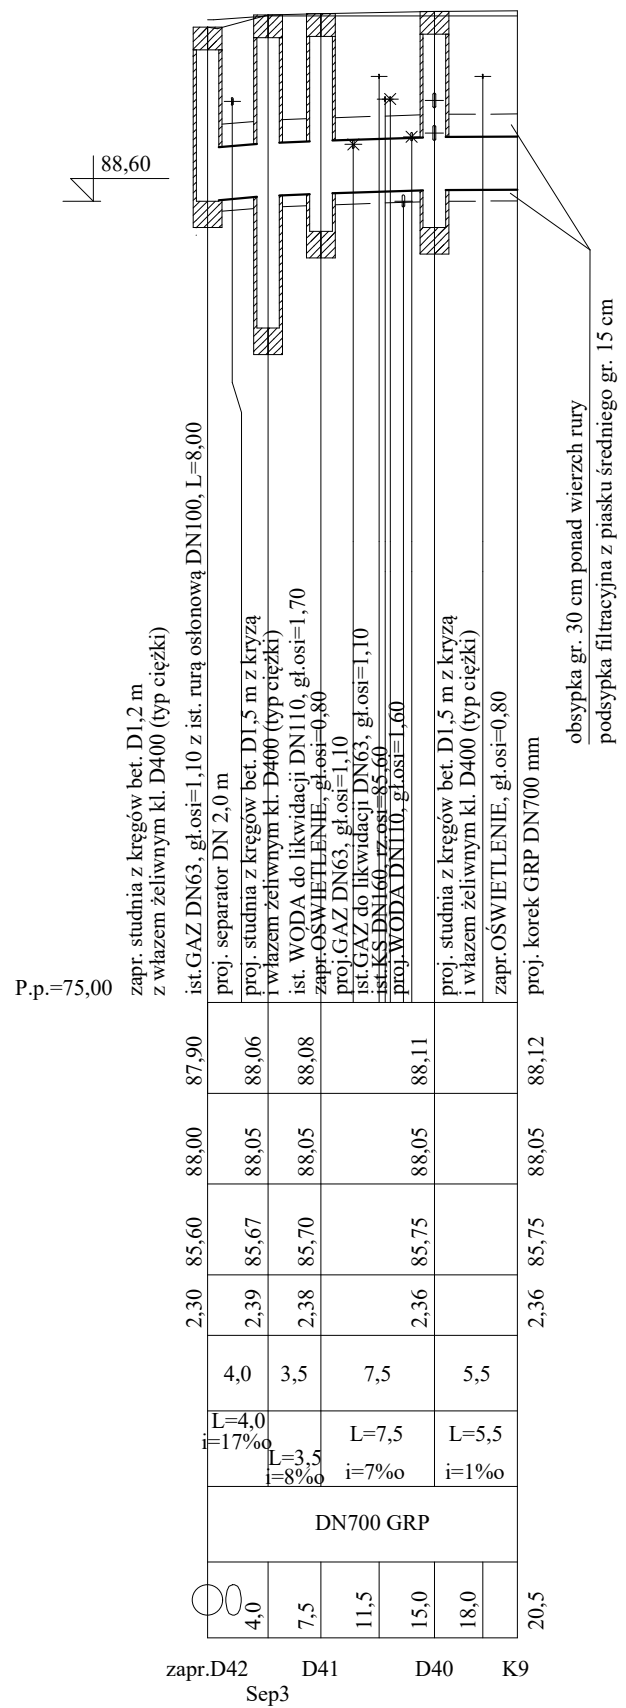 88,60
obsypka gr. 30 cm ponad wierzch rury
podsypka filtracyjna z piasku średniego gr. 15 cm
P.p.=75,00
zapr. studnia z kręgów bet. D1,2 m
z włazem żeliwnym kl. D400 (typ ciężki)
ist.GAZ DN63, gł.osi=1,10 z ist. rurą osłonową DN100, L=8,00
proj. separator DN 2,0 m
proj. studnia z kręgów bet. D1,5 m z kryzą
i włazem żeliwnym kl. D400 (typ ciężki)
ist. WODA do likwidacji DN110, gł.osi=1,70
zapr.OŚWIETLENIE, gł.osi=0,80
proj.GAZ DN63, gł.osi=1,10
ist.GAZ do likwidacji DN63, gł.osi=1,10
ist.KS DN160, rz.osi=85,60
proj.WODA DN110, gł.osi=1,60
proj. studnia z kręgów bet. D1,5 m z kryzą
i włazem żeliwnym kl. D400 (typ ciężki)
zapr.OŚWIETLENIE, gł.osi=0,80
proj. korek GRP DN700 mm
87,90 88,06 88,08 88,11 88,12
88,00 88,05 88,05 88,05 88,05
85,60 85,67 85,70 85,75 85,75
2,30 2,39 2,38 2,36 2,36
4,0 3,5 7,5 5,5
L=4,0 L=3,5 L=7,5 L=5,5
i=17%o i=8%o i=7%o i=1%o
DN700 GRP
4,0 7,5 11,5 15,0 18,0 20,5
zapr.D42 D41 D40 K9
Sep3